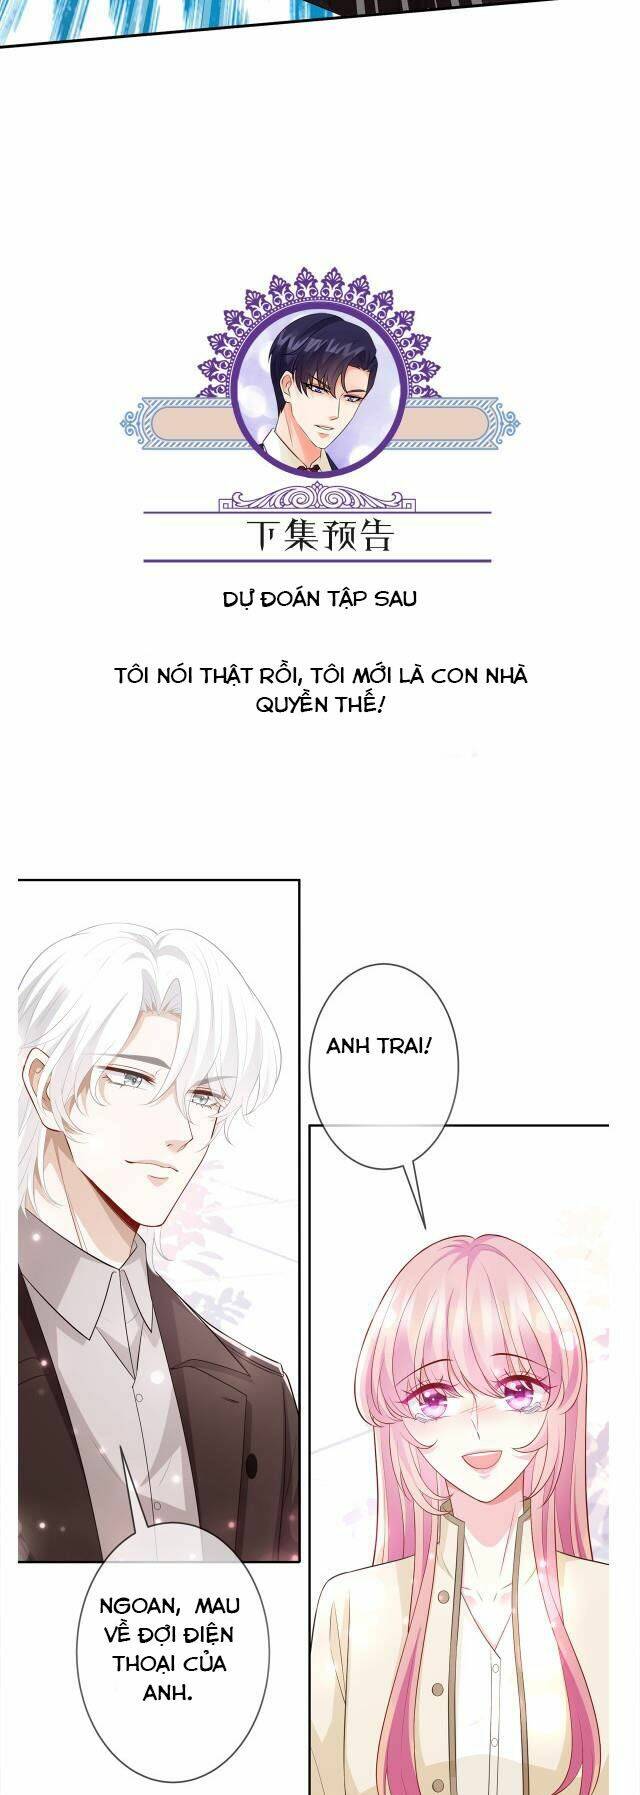 下集预告
DỰ ĐOÁN TẬP SAU
TÔI NÓI THẬT RỒI, TÔI MỚI LÀ CON NHÀ
QUYỀN THẾ!
ANH TRAI!
NGOAN, MAU
VỀ ĐỢI ĐIỆN
THOẠI CỦA
ANH.